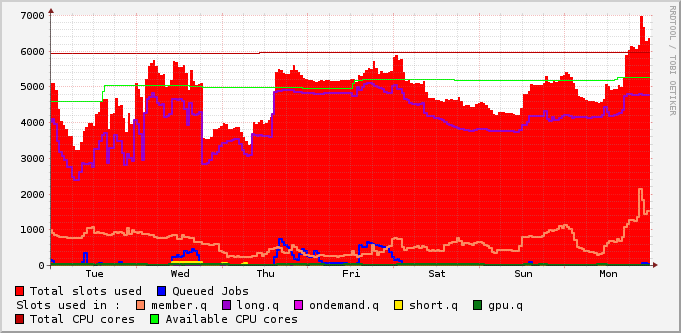 7000
6000
5000
4000
3000
2000
1000
0
Tue Wed Thu Fri Sat Sun Mon
RRDTOOL / TOBI OETIKER
Total slots used Queued Jobs
Slots used in : member.q long.q ondemand.q short.q gpu.q
Total CPU cores Available CPU cores